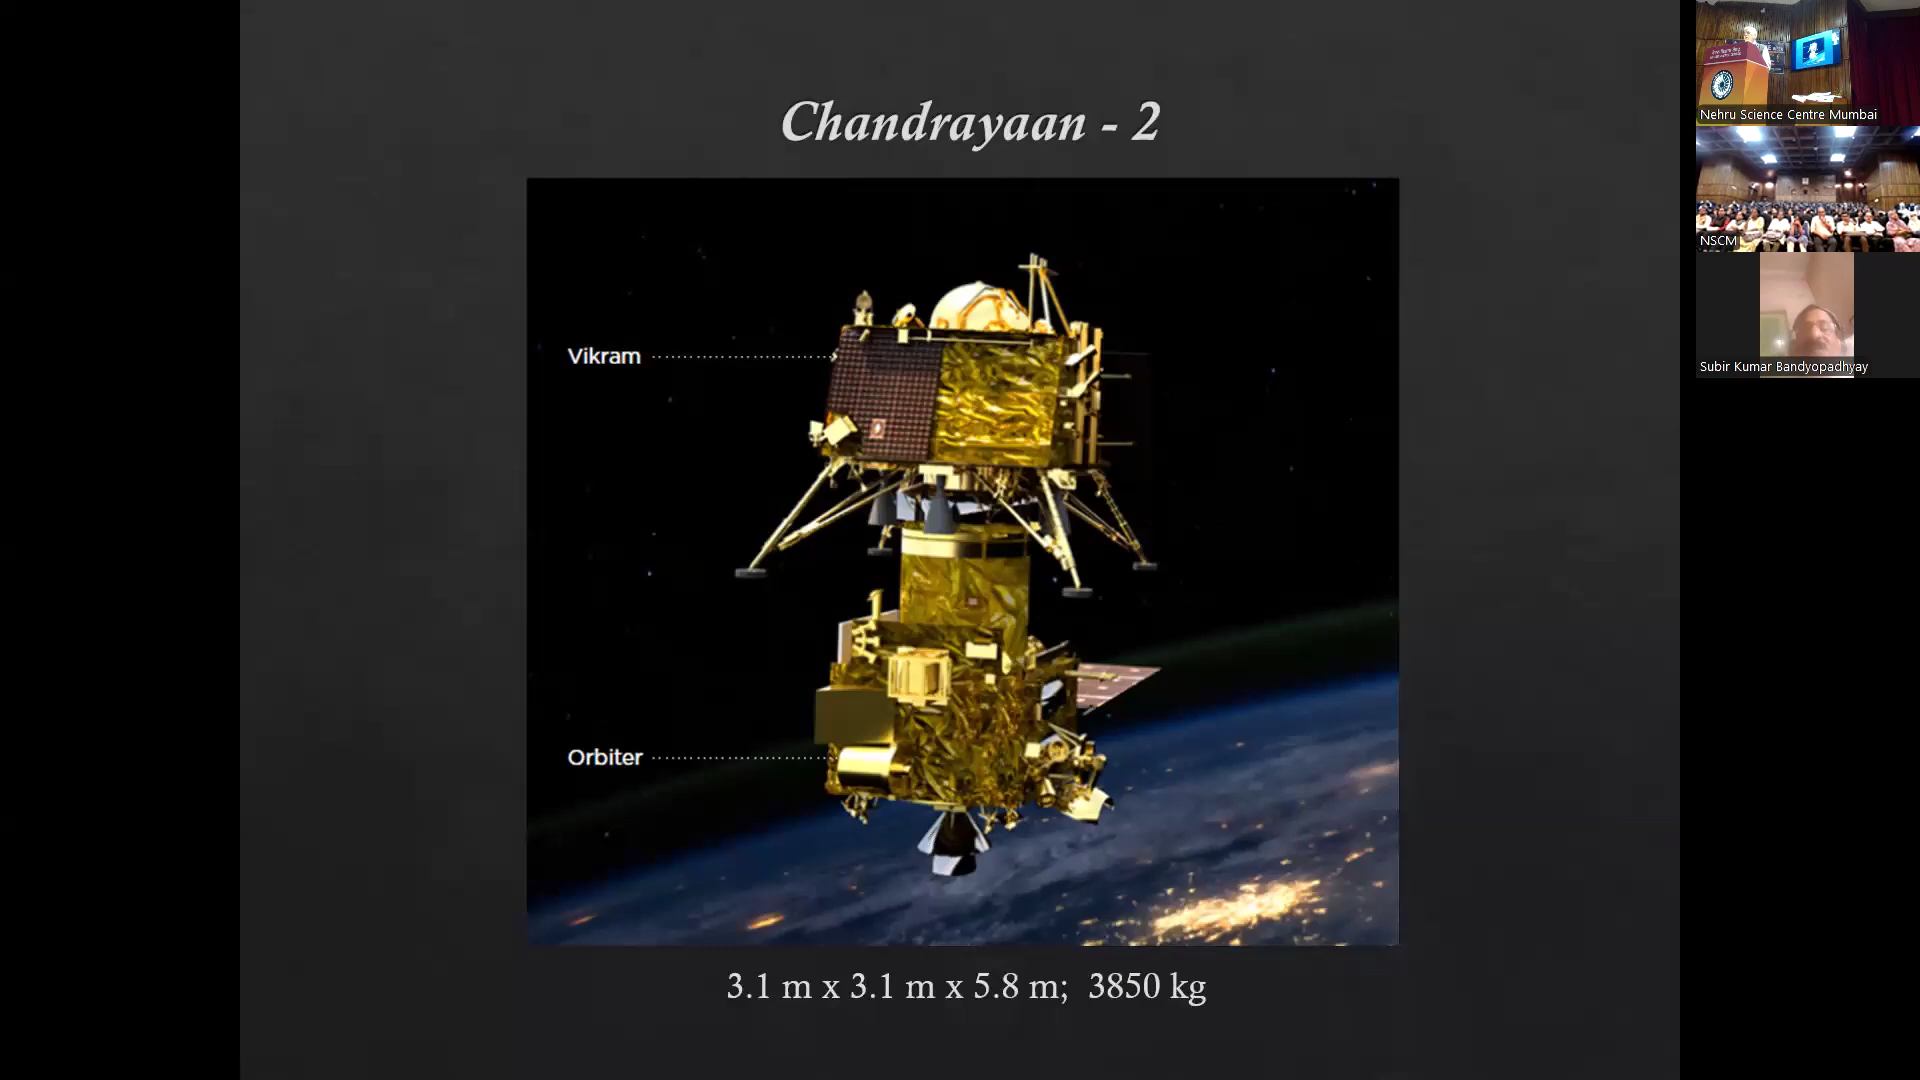 Chandrayaan - 2
Vikram
Orbiter
3.1 m x 3.1 m x 5.8 m;  3850 kg
Nehru Science Centre Mumbai
NSCM
Subir Kumar Bandyopadhyay